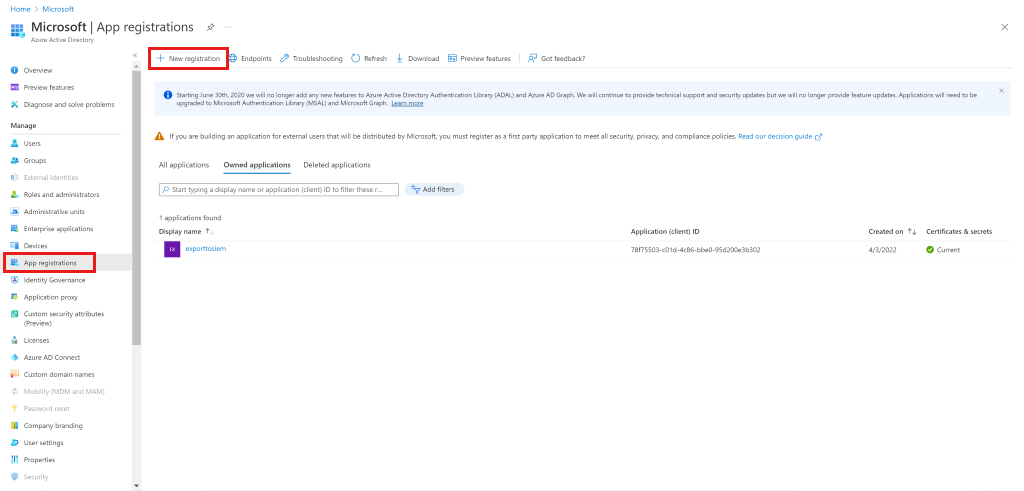 Home > Microsoft
Microsoft | App registrations
Azure Active Directory
Overview
Preview features
Diagnose and solve problems
Manage
Users
Groups
External Identities
Roles and administrators
Administrative units
Enterprise applications
Devices
App registrations
Identity Governance
Application proxy
Custom security attributes
(Preview)
Licenses
Azure AD Connect
Custom domain names
Mobility (MDM and MAM)
Password reset
Company branding
User settings
Properties
Security
New registration Endpoints Troubleshooting Refresh Download Preview features Got feedback?
Starting June 30th, 2020 we will no longer add any new features to Azure Active Directory Authentication Library (ADAL) and Azure AD Graph. We will continue to provide technical support and security updates but we will no longer provide feature updates. Applications will need to be
upgraded to Microsoft Authentication Library (MSAL) and Microsoft Graph. Learn more
If you are building an application for external users that will be distributed by Microsoft, you must register as a first party application to meet all security, privacy, and compliance policies. Read our decision guide
All applications Owned applications Deleted applications
Start typing a display name or application (client) ID to filter these r... Add filters
1 applications found
Display name Application (client) ID Created on Certificates & secrets
EX exporttosiem 78f75503-c01d-4c86-bbe0-95d200e3b302 4/3/2022 Current